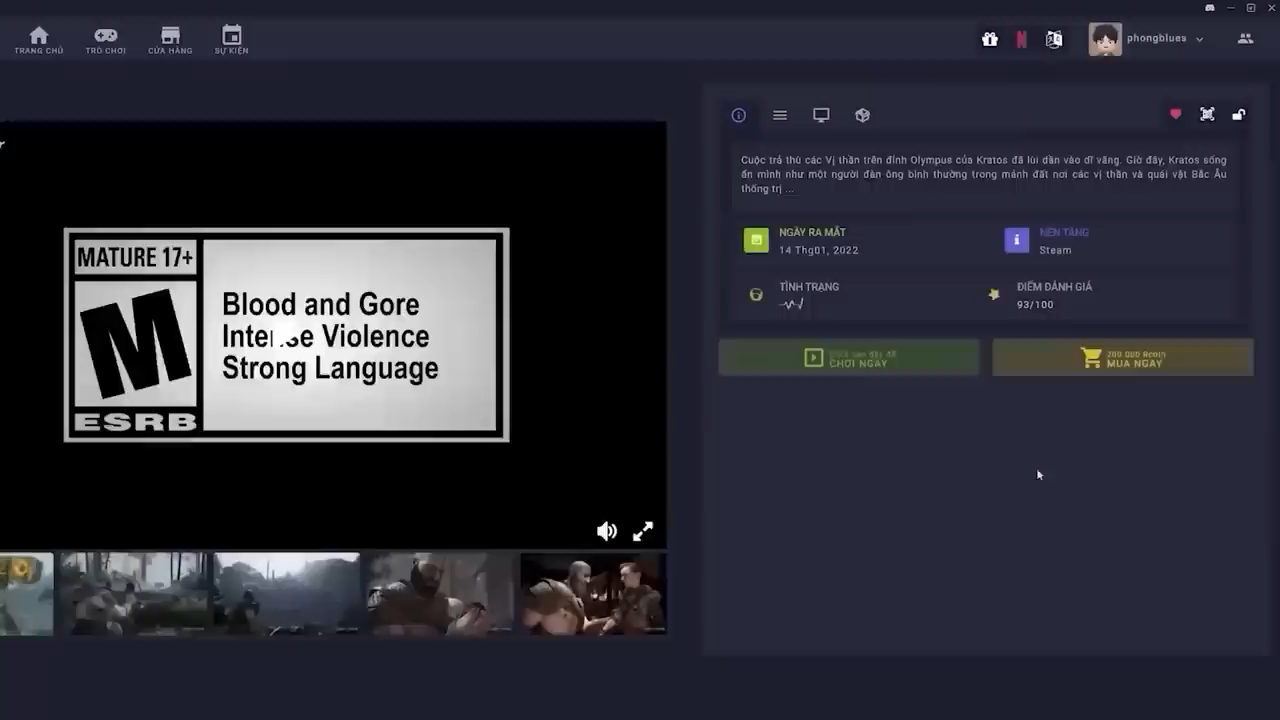 TRANG CHỦ
TRÒ CHƠI
CỬA HÀNG
SỰ KIỆN
phongblues
MATURE 17+
M
ESRB
Blood and Gore
Violence
Strong Language
Cuộc trả thù các Vị thần trên đỉnh Olympus của Kratos đã lùi dần vào dĩ vãng. Giờ đây, Kratos sống
ẩn mình như một người đàn ông bình thường trong mảnh đất nơi các vị thần và quái vật Bắc Âu
thống trị ...
NGÀY RA MẮT
14 Thg01, 2022
NỀN TẢNG
Steam
TÌNH TRẠNG
ĐIỂM ĐÁNH GIÁ
93/100
CHƠI NGAY
MUA NGAY